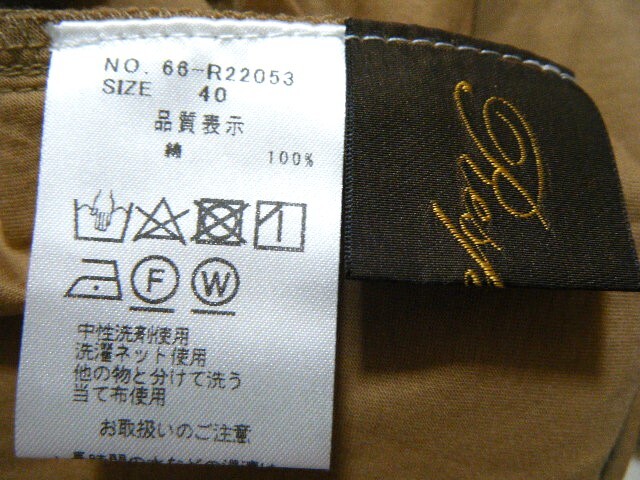 NO. 66-R22053
SIZE 40
品質表示
綿 100%
F W
中性洗剤使用
洗濯ネット使用
他の物と分けて洗う
当て布使用
お取扱いのご注意